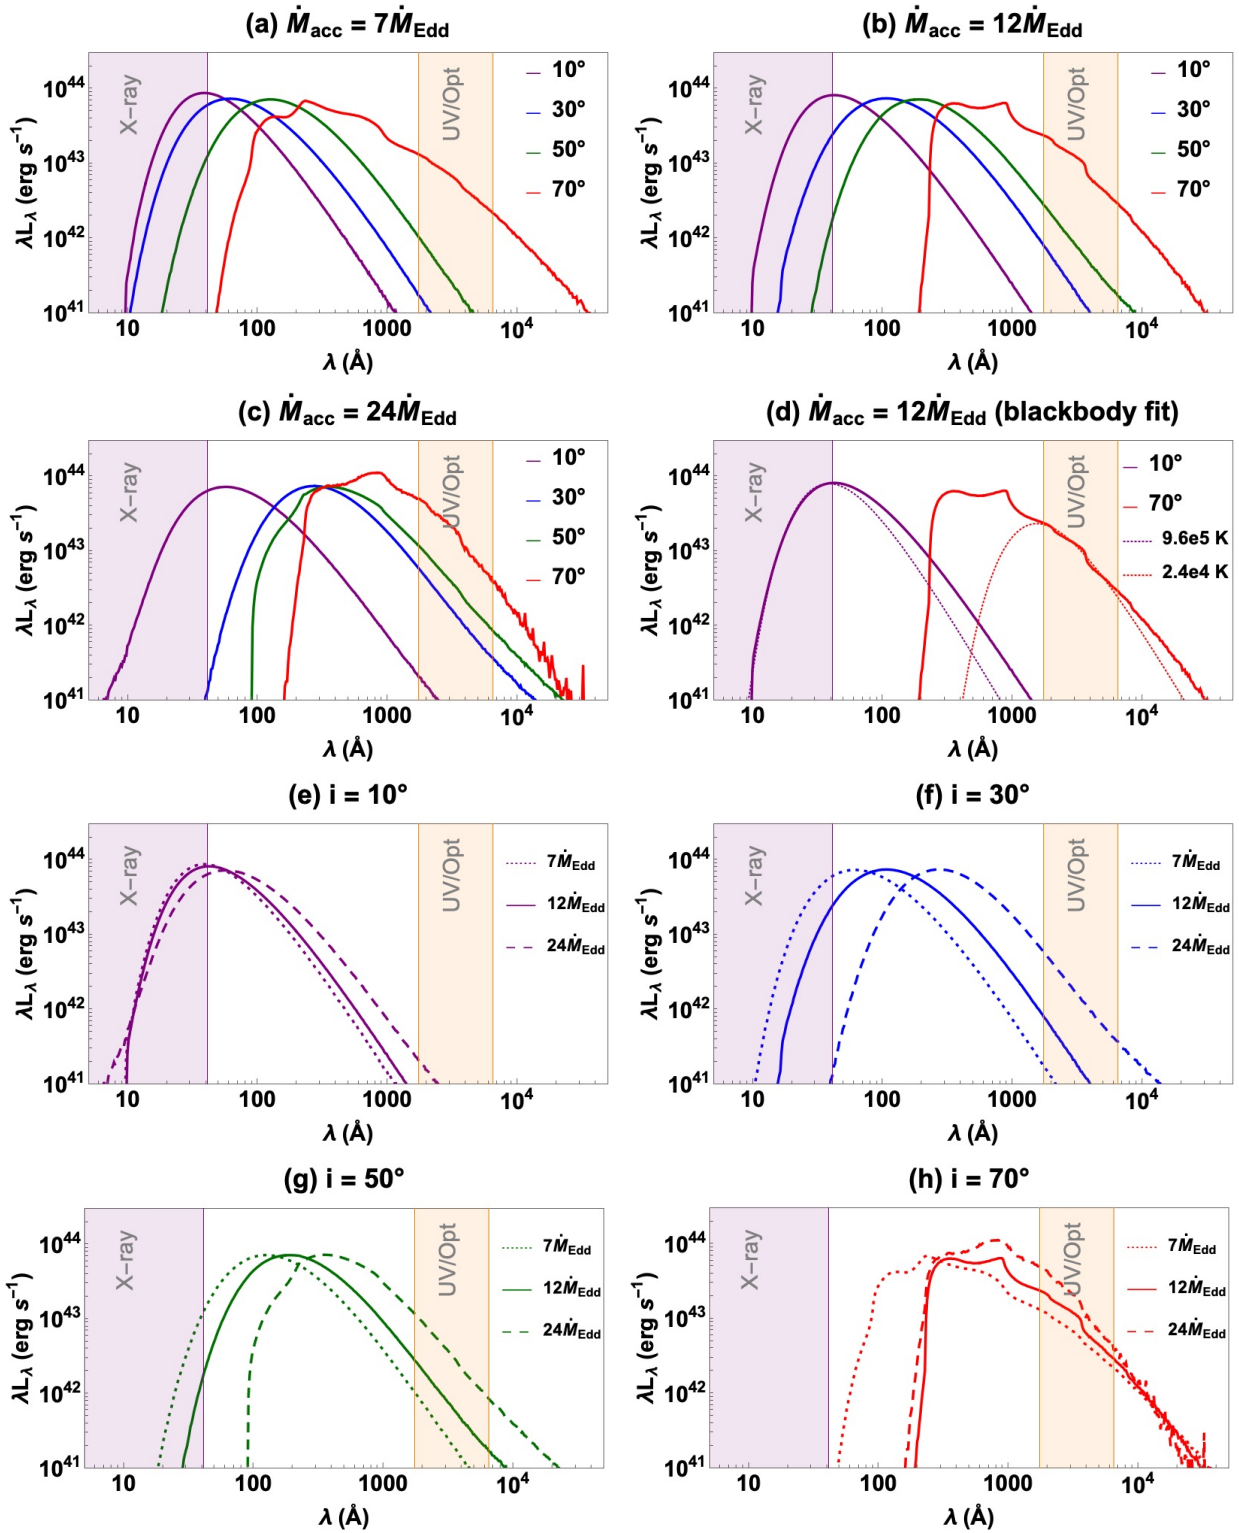 (a) Ṁacc = 7ṀEdd
λLλ (erg s⁻¹)
10⁴⁴
10⁴³
10⁴²
10⁴¹
X-ray
UV/Opt
10°
30°
50°
70°
10 100 1000 10⁴
λ (Å)
(b) Ṁacc = 12ṀEdd
λLλ (erg s⁻¹)
10⁴⁴
10⁴³
10⁴²
10⁴¹
X-ray
UV/Opt
10°
30°
50°
70°
10 100 1000 10⁴
λ (Å)
(c) Ṁacc = 24ṀEdd
λLλ (erg s⁻¹)
10⁴⁴
10⁴³
10⁴²
10⁴¹
X-ray
UV/Opt
10°
30°
50°
70°
10 100 1000 10⁴
λ (Å)
(d) Ṁacc = 12ṀEdd (blackbody fit)
λLλ (erg s⁻¹)
10⁴⁴
10⁴³
10⁴²
10⁴¹
X-ray
UV/Opt
10°
70°
9.6e5 K
2.4e4 K
10 100 1000 10⁴
λ (Å)
(e) i = 10°
λLλ (erg s⁻¹)
10⁴⁴
10⁴³
10⁴²
10⁴¹
X-ray
UV/Opt
7ṀEdd
12ṀEdd
24ṀEdd
10 100 1000 10⁴
λ (Å)
(f) i = 30°
λLλ (erg s⁻¹)
10⁴⁴
10⁴³
10⁴²
10⁴¹
X-ray
UV/Opt
7ṀEdd
12ṀEdd
24ṀEdd
10 100 1000 10⁴
λ (Å)
(g) i = 50°
λLλ (erg s⁻¹)
10⁴⁴
10⁴³
10⁴²
10⁴¹
X-ray
UV/Opt
7ṀEdd
12ṀEdd
24ṀEdd
10 100 1000 10⁴
λ (Å)
(h) i = 70°
λLλ (erg s⁻¹)
10⁴⁴
10⁴³
10⁴²
10⁴¹
X-ray
UV/Opt
7ṀEdd
12ṀEdd
24ṀEdd
10 100 1000 10⁴
λ (Å)